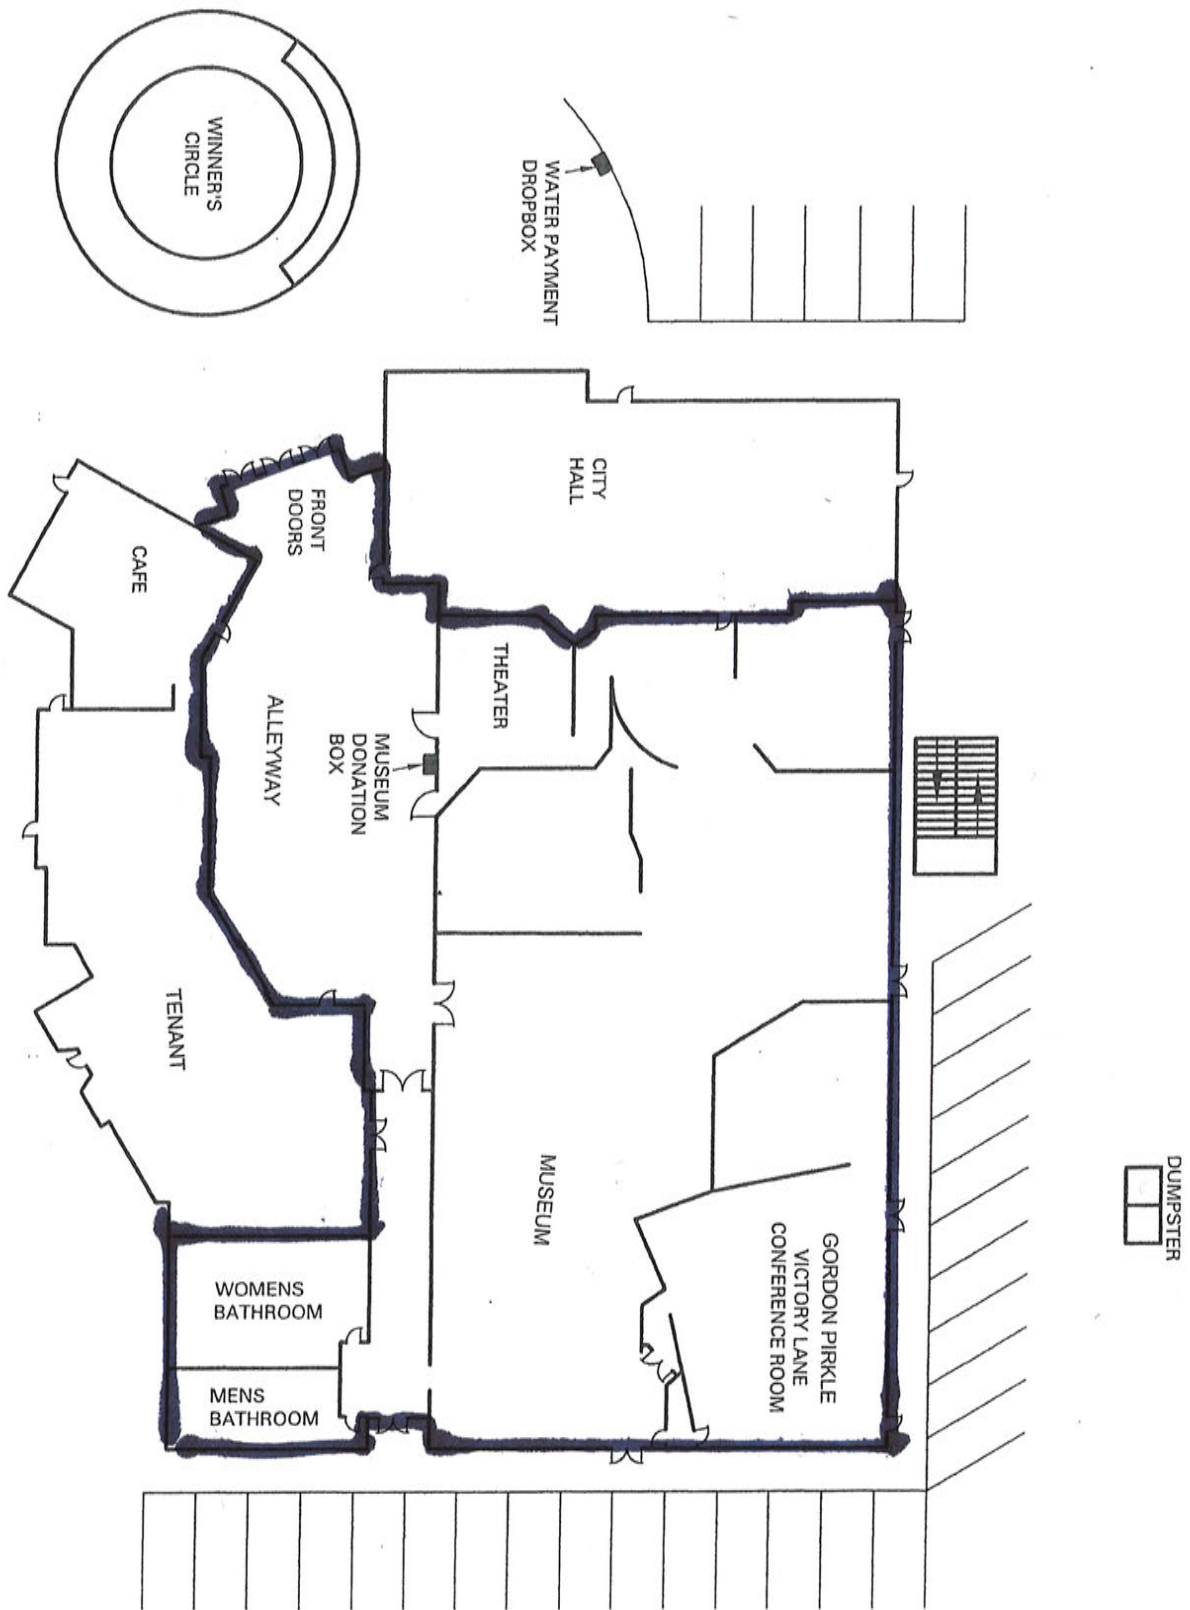 WINNER'S
CIRCLE
WATER PAYMENT
DROPBOX
CITY
HALL
FRONT
DOORS
CAFE
THEATER
ALLEYWAY
MUSEUM
DONATION
BOX
TENANT
MUSEUM
GORDON PIRKLE
VICTORY LANE
CONFERENCE ROOM
WOMENS
BATHROOM
MENS
BATHROOM
DUMPSTER